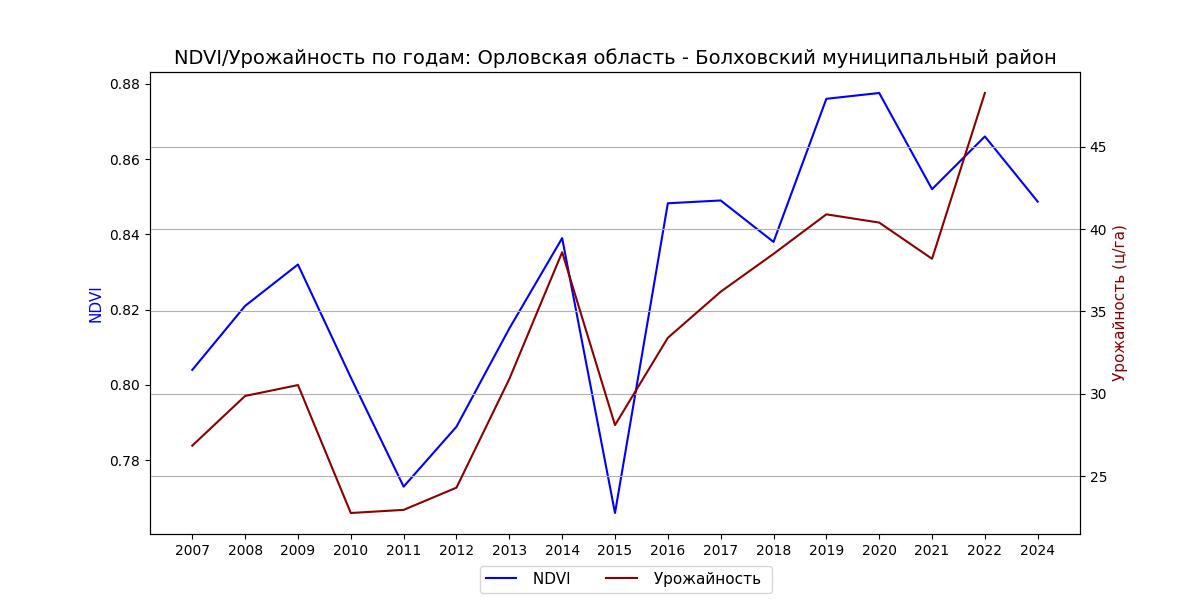 NDVI/Урожайность по годам: Орловская область - Болховский муниципальный район
0.88
0.86
0.84
0.82
0.80
0.78
NDVI
45
40
35
30
25
Урожайность (ц/га)
2007 2008 2009 2010 2011 2012 2013 2014 2015 2016 2017 2018 2019 2020 2021 2022 2024
NDVI Урожайность